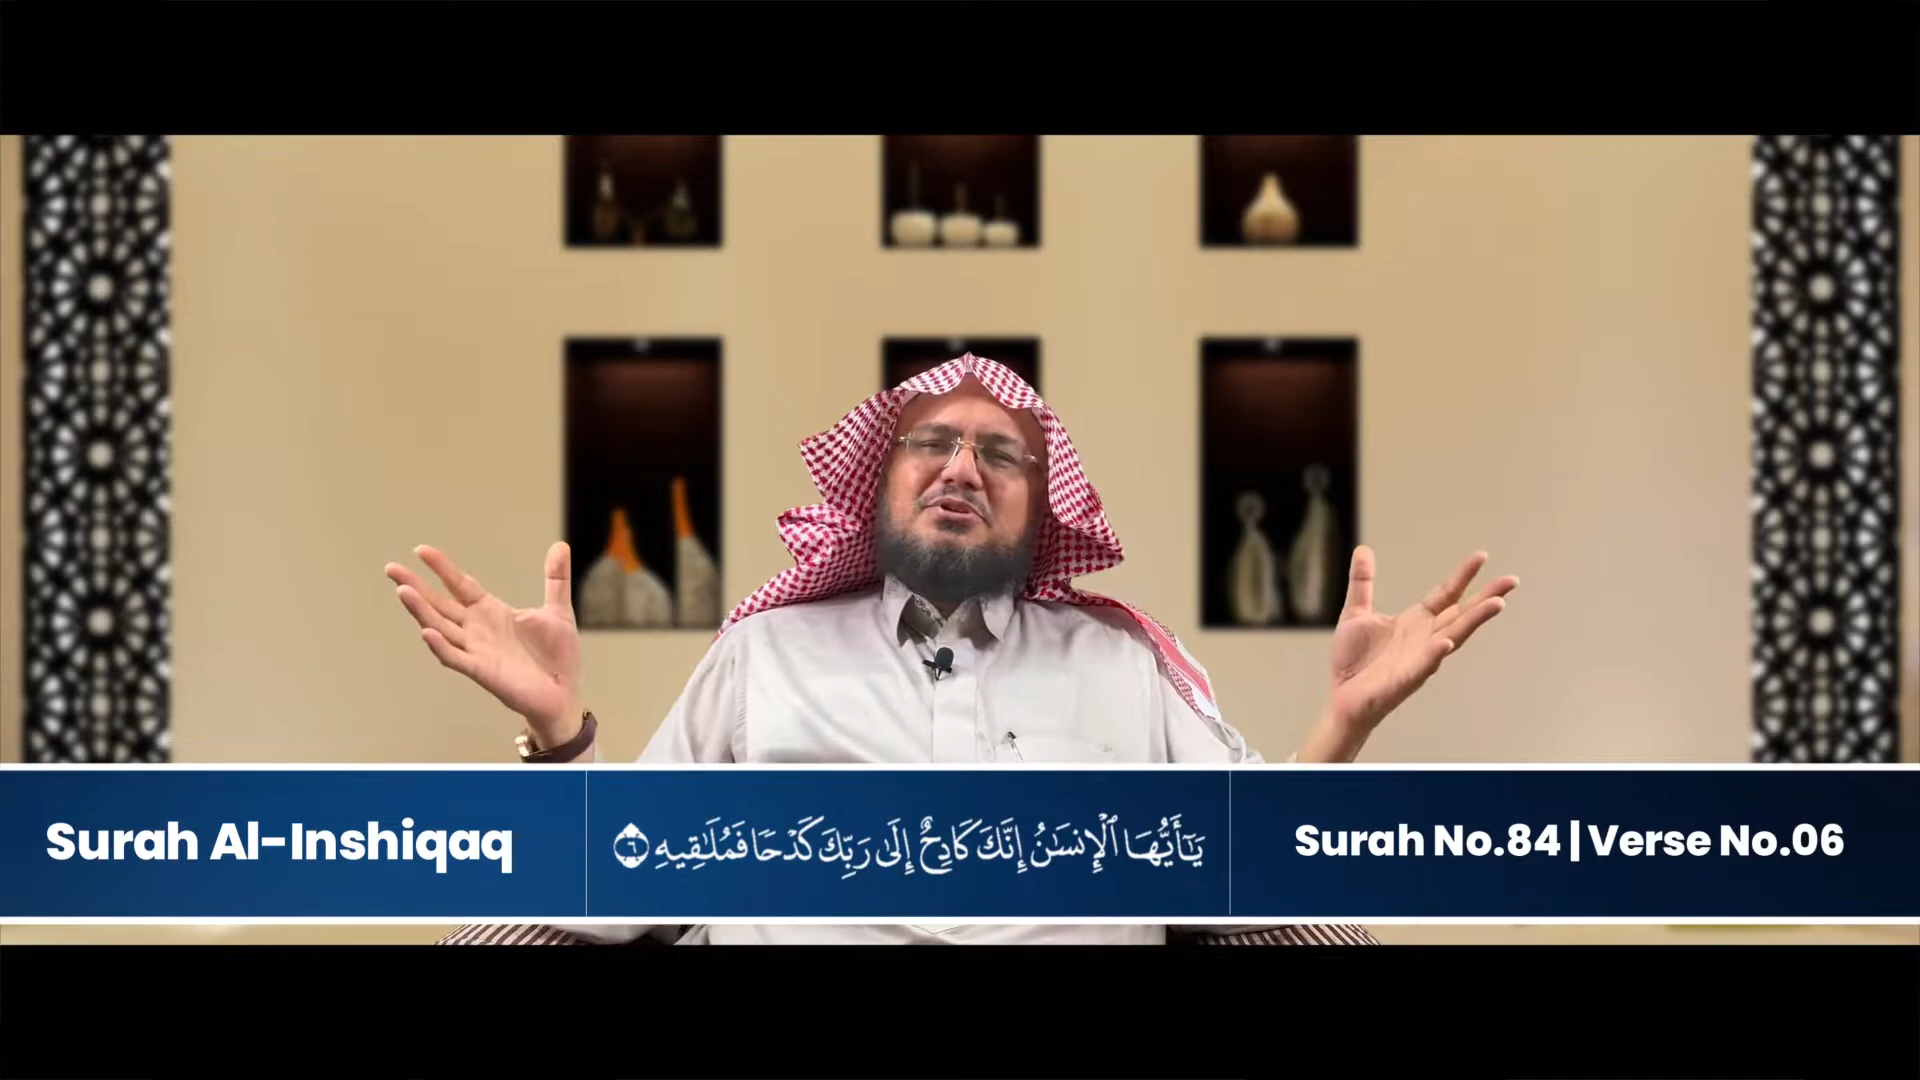 Surah Al-Inshiqaq
يَـٰٓأَيُّهَا ٱلْإِنسَـٰنُ إِنَّكَ كَادِحٌ إِلَىٰ رَبِّكَ كَدْحًا فَمُلَـٰقِيهِ ٦
Surah No.84 | Verse No.06